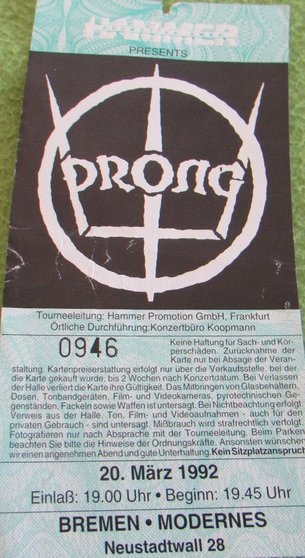 HAMMER
PRESENTS
PRONG
Tourneeleitung: Hammer Promotion GmbH, Frankfurt
Örtliche Durchführung: Konzertbüro Koopmann
0946
Keine Haftung für Sach- und Kör-
perschäden. Zurücknahme der
Karte nur bei Absage der Veran-
staltung. Kartenpreiserstattung erfolgt nur über die Verkaufsstelle, bei der
die Karte gekauft würde, bis 2 Wochen nach Konzertdatum. Bei Verlassen
der Halle verliert die Karte ihre Gültigkeit. Das Mitbringen von Glasbehältern,
Dosen, Tonbandgeräten, Film- und Videokameras, pyrotechnischen Ge-
genständen, Fackeln sowie Waffen ist untersagt. Bei Nichtbeachtung erfolgt
Verweis aus der Halle. Ton, Film- und Videoaufnahmen - auch für den
privaten Gebrauch - sind untersagt. Mißbrauch wird strafrechtlich verfolgt.
Fotografieren nur nach Absprache mit der Tourneeleitung. Beim Parken
beachten Sie bitte die Hinweise der Ordnungskräfte. Ansonsten wünschen
wir einen angenehmen Abend und gute Unterhaltung. Kein Sitzplatzanspruch
20. März 1992
Einlaß: 19.00 Uhr • Beginn: 19.45 Uhr
BREMEN • MODERNES
Neustadtwall 28